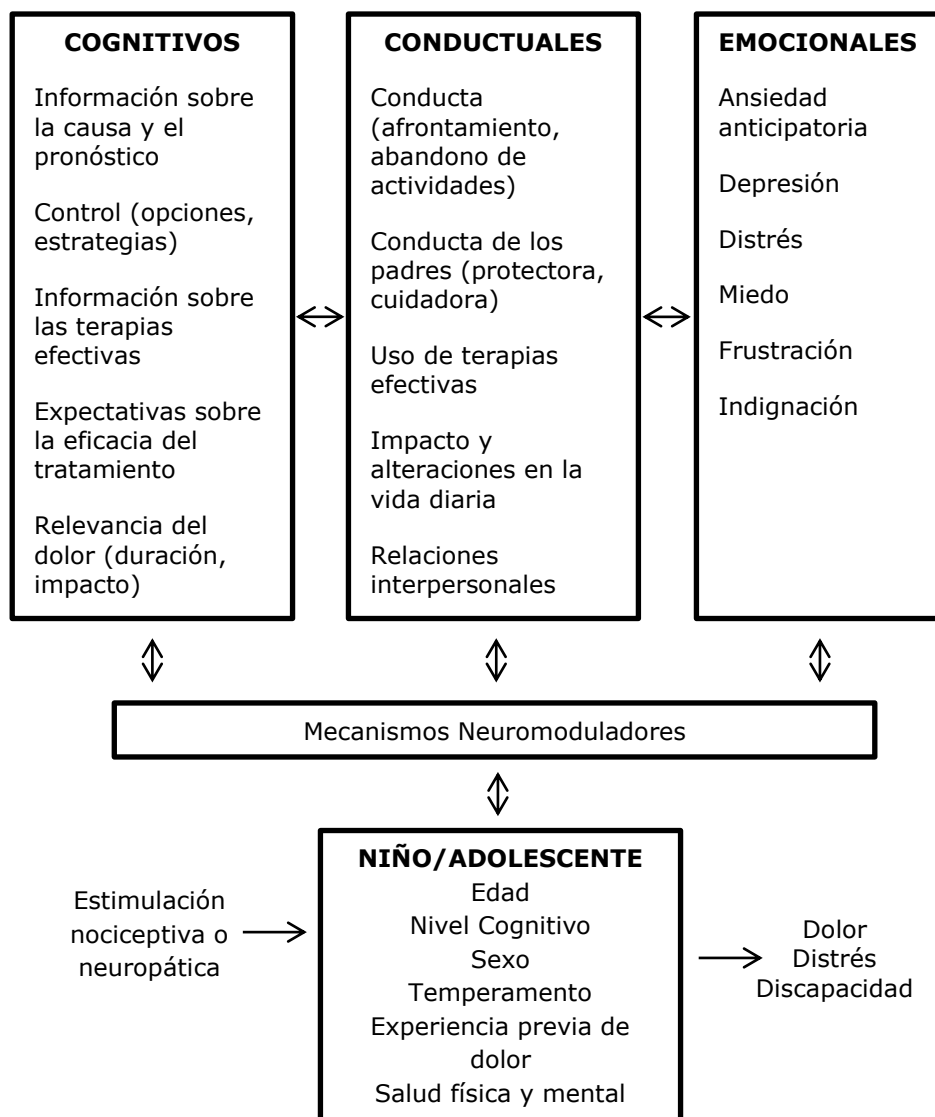 COGNITIVOS
Información sobre
la causa y el
pronóstico
Control (opciones,
estrategias)
Información sobre
las terapias
efectivas
Expectativas sobre
la eficacia del
tratamiento
Relevancia del
dolor (duración,
impacto)
CONDUCTUALES
Conducta
(afrontamiento,
abandono de
actividades)
Conducta de los
padres (protectora,
cuidadora)
Uso de terapias
efectivas
Impacto y
alteraciones en la
vida diaria
Relaciones
interpersonales
EMOCIONALES
Ansiedad
anticipatoria
Depresión
Distrés
Miedo
Frustración
Indignación
Mecanismos Neuromoduladores
Estimulación
nociceptiva o
neuropática
NIÑO/ADOLESCENTE
Edad
Nivel Cognitivo
Sexo
Temperamento
Experiencia previa de
dolor
Salud física y mental
Dolor
Distrés
Discapacidad